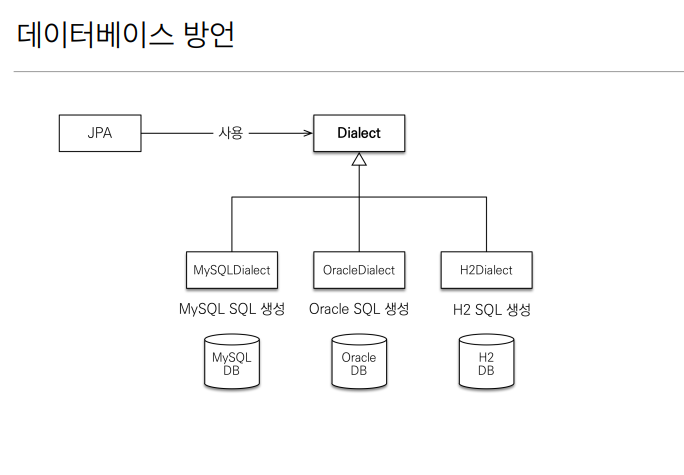 데이터베이스 방언
JPA
사용
Dialect
MySQLDialect
OracleDialect
H2Dialect
MySQL SQL 생성
Oracle SQL 생성
H2 SQL 생성
MySQL
DB
Oracle
DB
H2
DB